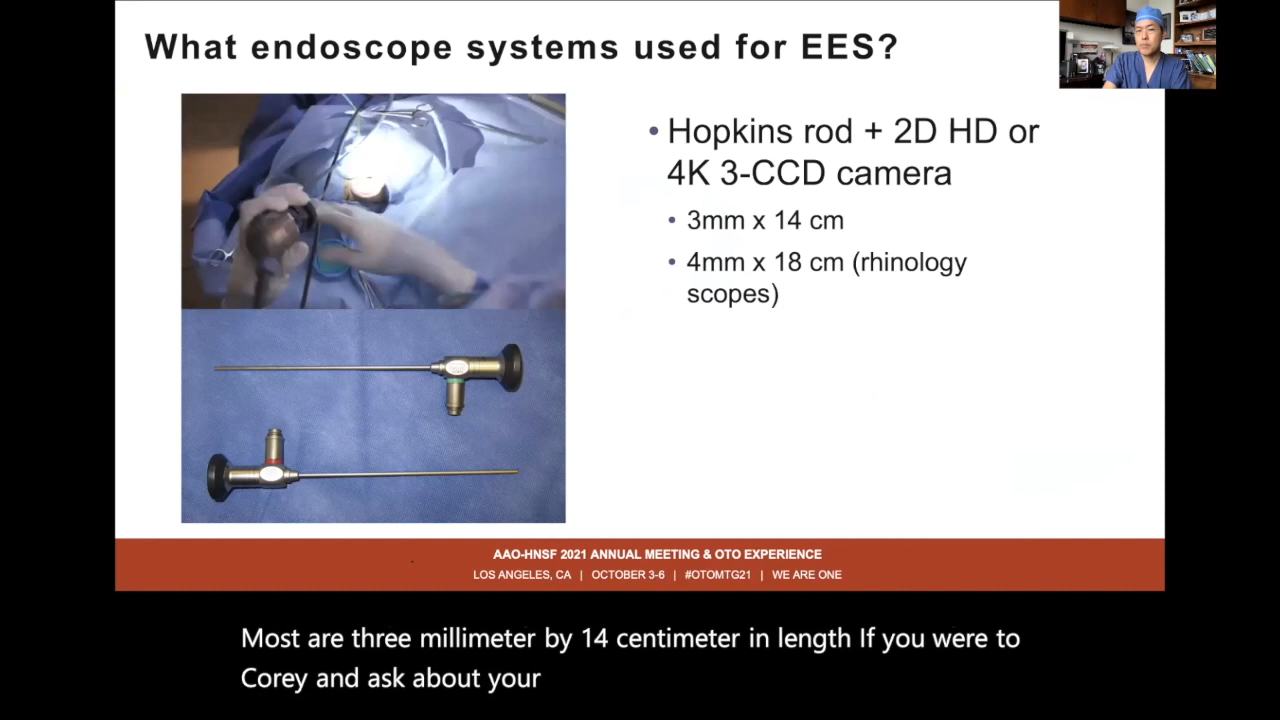 What endoscope systems used for EES?
• Hopkins rod + 2D HD or
4K 3-CCD camera
• 3mm x 14 cm
• 4mm x 18 cm (rhinology
scopes)
AAO-HNSF 2021 ANNUAL MEETING & OTO EXPERIENCE
LOS ANGELES, CA | OCTOBER 3-6 | #OTOMTG21 | WE ARE ONE
Most are three millimeter by 14 centimeter in length If you were to
Corey and ask about your